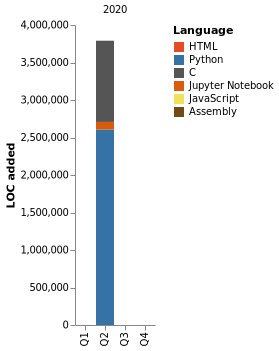 2020
4,000,000
3,500,000
3,000,000
2,500,000
2,000,000
1,500,000
1,000,000
500,000
0
LOC added
Q1
Q2
Q3
Q4
Language
HTML
Python
C
Jupyter Notebook
JavaScript
Assembly